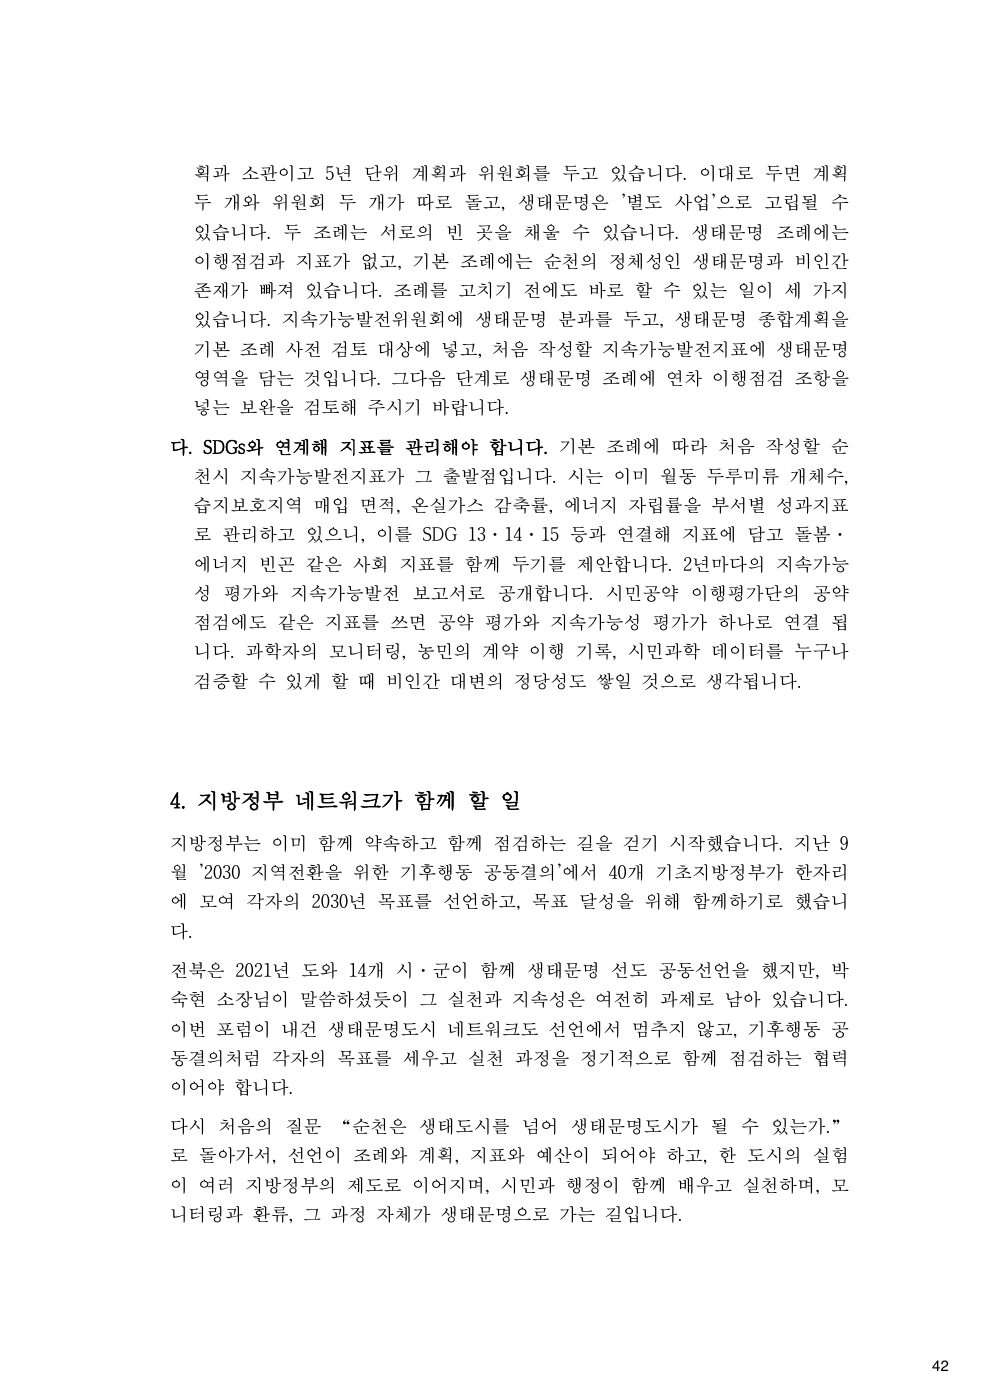 획과 소관이고 5년 단위 계획과 위원회를 두고 있습니다. 이대로 두면 계획
두 개와 위원회 두 개가 따로 돌고, 생태문명은 '별도 사업'으로 고립될 수
있습니다. 두 조례는 서로의 빈 곳을 채울 수 있습니다. 생태문명 조례에는
이행점검과 지표가 없고, 기본 조례에는 순천의 정체성인 생태문명과 비인간
존재가 빠져 있습니다. 조례를 고치기 전에도 바로 할 수 있는 일이 세 가지
있습니다. 지속가능발전위원회에 생태문명 분과를 두고, 생태문명 종합계획을
기본 조례 사전 검토 대상에 넣고, 처음 작성할 지속가능발전지표에 생태문명
영역을 담는 것입니다. 그다음 단계로 생태문명 조례에 연차 이행점검 조항을
넣는 보완을 검토해 주시기 바랍니다.
다. SDGs와 연계해 지표를 관리해야 합니다. 기본 조례에 따라 처음 작성할 순
천시 지속가능발전지표가 그 출발점입니다. 시는 이미 월동 두루미류 개체수,
습지보호지역 매입 면적, 온실가스 감축률, 에너지 자립률을 부서별 성과지표
로 관리하고 있으니, 이를 SDG 13·14·15 등과 연결해 지표에 담고 돌봄·
에너지 빈곤 같은 사회 지표를 함께 두기를 제안합니다. 2년마다의 지속가능
성 평가와 지속가능발전 보고서로 공개합니다. 시민공약 이행평가단의 공약
점검에도 같은 지표를 쓰면 공약 평가와 지속가능성 평가가 하나로 연결 됩
니다. 과학자의 모니터링, 농민의 계약 이행 기록, 시민과학 데이터를 누구나
검증할 수 있게 할 때 비인간 대변의 정당성도 쌓일 것으로 생각됩니다.
4. 지방정부 네트워크가 함께 할 일
지방정부는 이미 함께 약속하고 함께 점검하는 길을 걷기 시작했습니다. 지난 9
월 '2030 지역전환을 위한 기후행동 공동결의'에서 40개 기초지방정부가 한자리
에 모여 각자의 2030년 목표를 선언하고, 목표 달성을 위해 함께하기로 했습니
다.
전북은 2021년 도와 14개 시·군이 함께 생태문명 선도 공동선언을 했지만, 박
숙현 소장님이 말씀하셨듯이 그 실천과 지속성은 여전히 과제로 남아 있습니다.
이번 포럼이 내건 생태문명도시 네트워크도 선언에서 멈추지 않고, 기후행동 공
동결의처럼 각자의 목표를 세우고 실천 과정을 정기적으로 함께 점검하는 협력
이어야 합니다.
다시 처음의 질문 “순천은 생태도시를 넘어 생태문명도시가 될 수 있는가.”
로 돌아가서, 선언이 조례와 계획, 지표와 예산이 되어야 하고, 한 도시의 실험
이 여러 지방정부의 제도로 이어지며, 시민과 행정이 함께 배우고 실천하며, 모
니터링과 환류, 그 과정 자체가 생태문명으로 가는 길입니다.
42